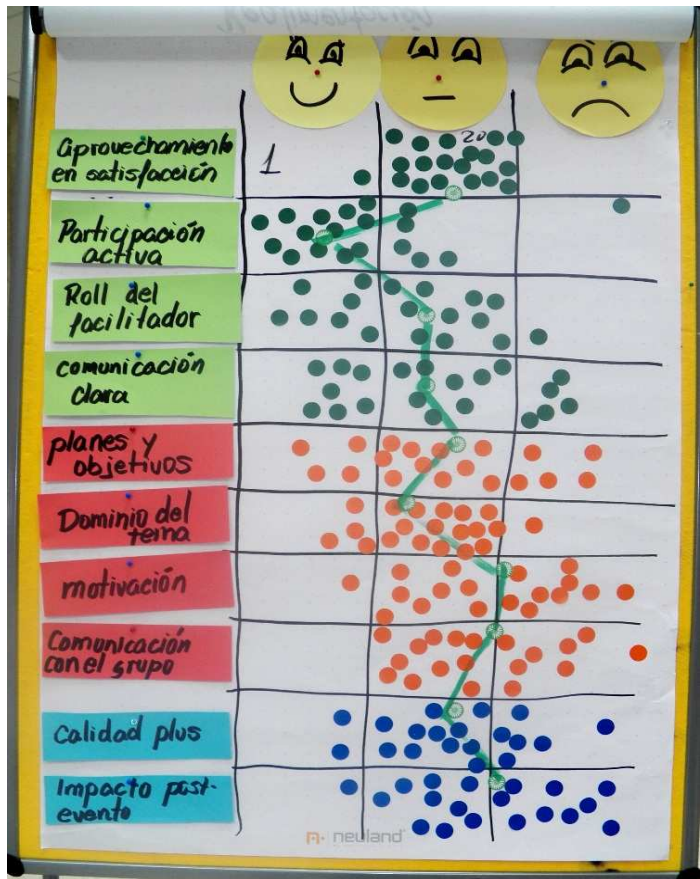 Aprovechamiento
en satisfacción
1
20
Participación
activa
Roll del
facilitador
comunicación
clara
planes y
objetivos
Dominio del
tema
motivación
Comunicación
con el grupo
Calidad plus
Impacto post-
evento
neuland